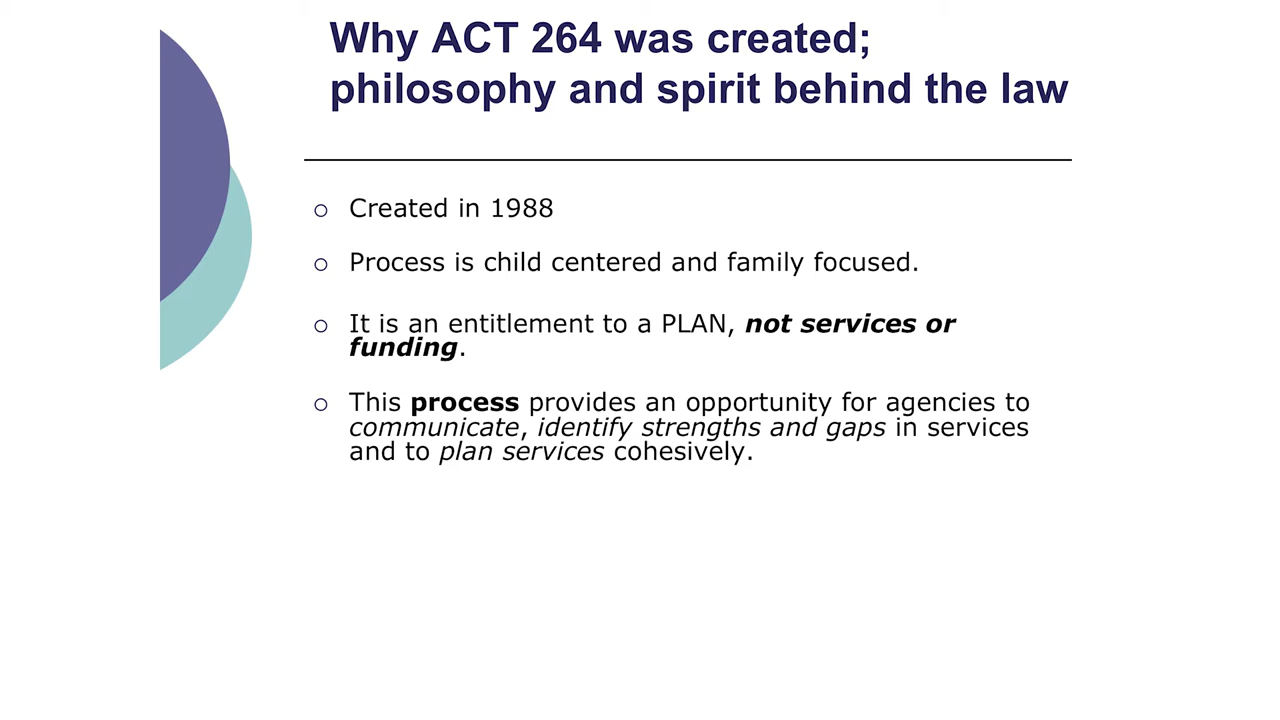 Why ACT 264 was created;
philosophy and spirit behind the law
Created in 1988
Process is child centered and family focused.
It is an entitlement to a PLAN, not services or
funding.
This process provides an opportunity for agencies to
communicate, identify strengths and gaps in services
and to plan services cohesively.